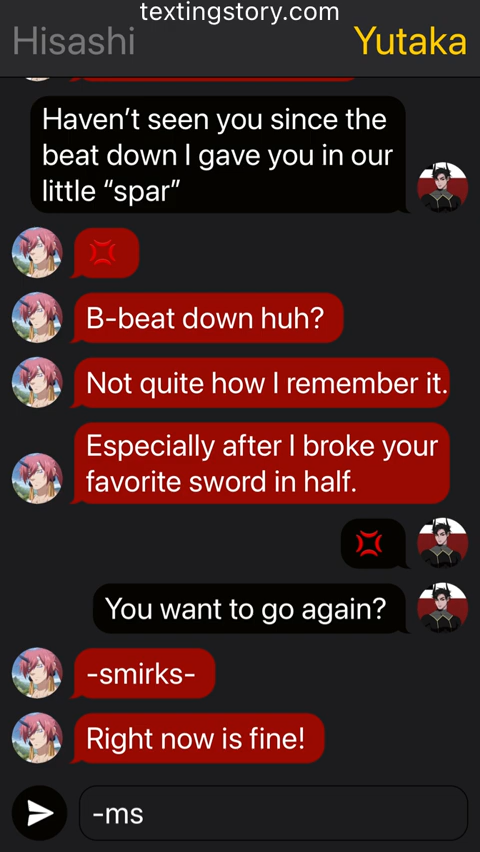 textingstory.com
Hisashi
Yutaka
Haven’t seen you since the
beat down I gave you in our
little “spar”
B-beat down huh?
Not quite how I remember it.
Especially after I broke your
favorite sword in half.
You want to go again?
-smirks-
Right now is fine!
-ms